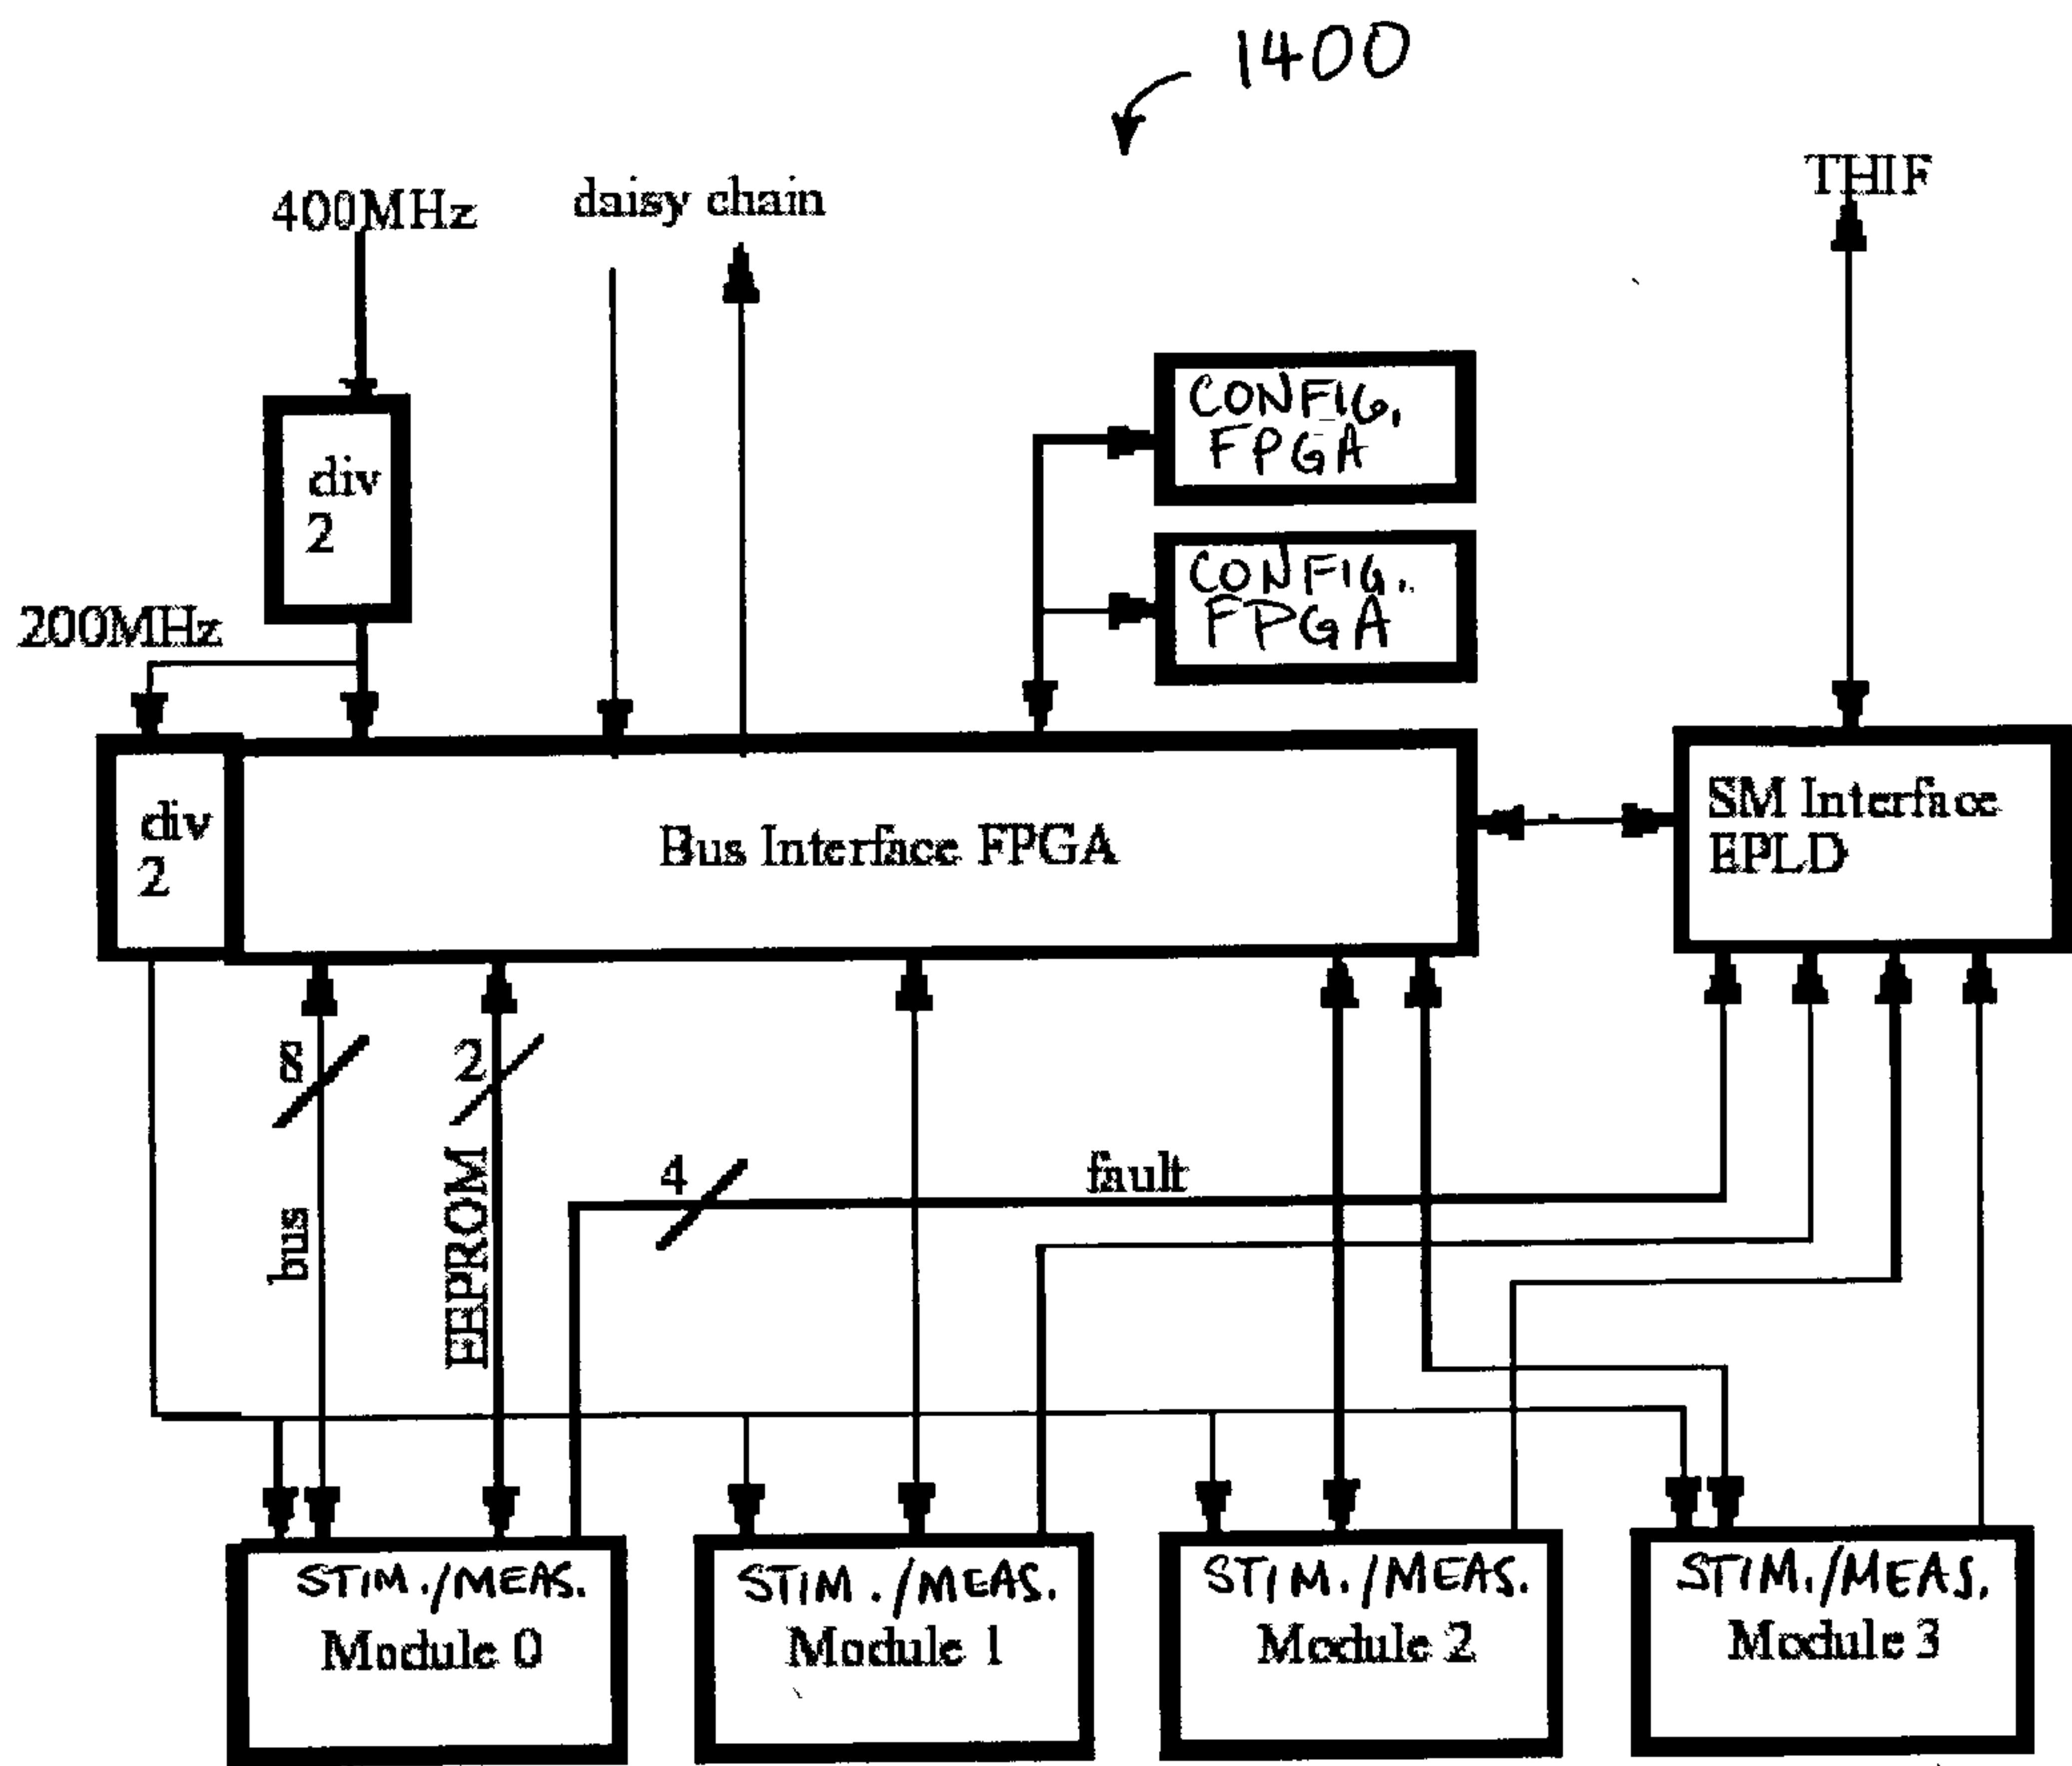 1400
THIF
400MHz
daisy chain
CONFIG.
FPGA
div
2
CONFIG.
FPGA
200MHz
div
2
Bus Interface FPGA
SM Interface
EPLD
8
2
bus
EEPROM
4
fault
STIM./MEAS.
Module 0
STIM./MEAS.
Module 1
STIM./MEAS.
Module 2
STIM./MEAS.
Module 3